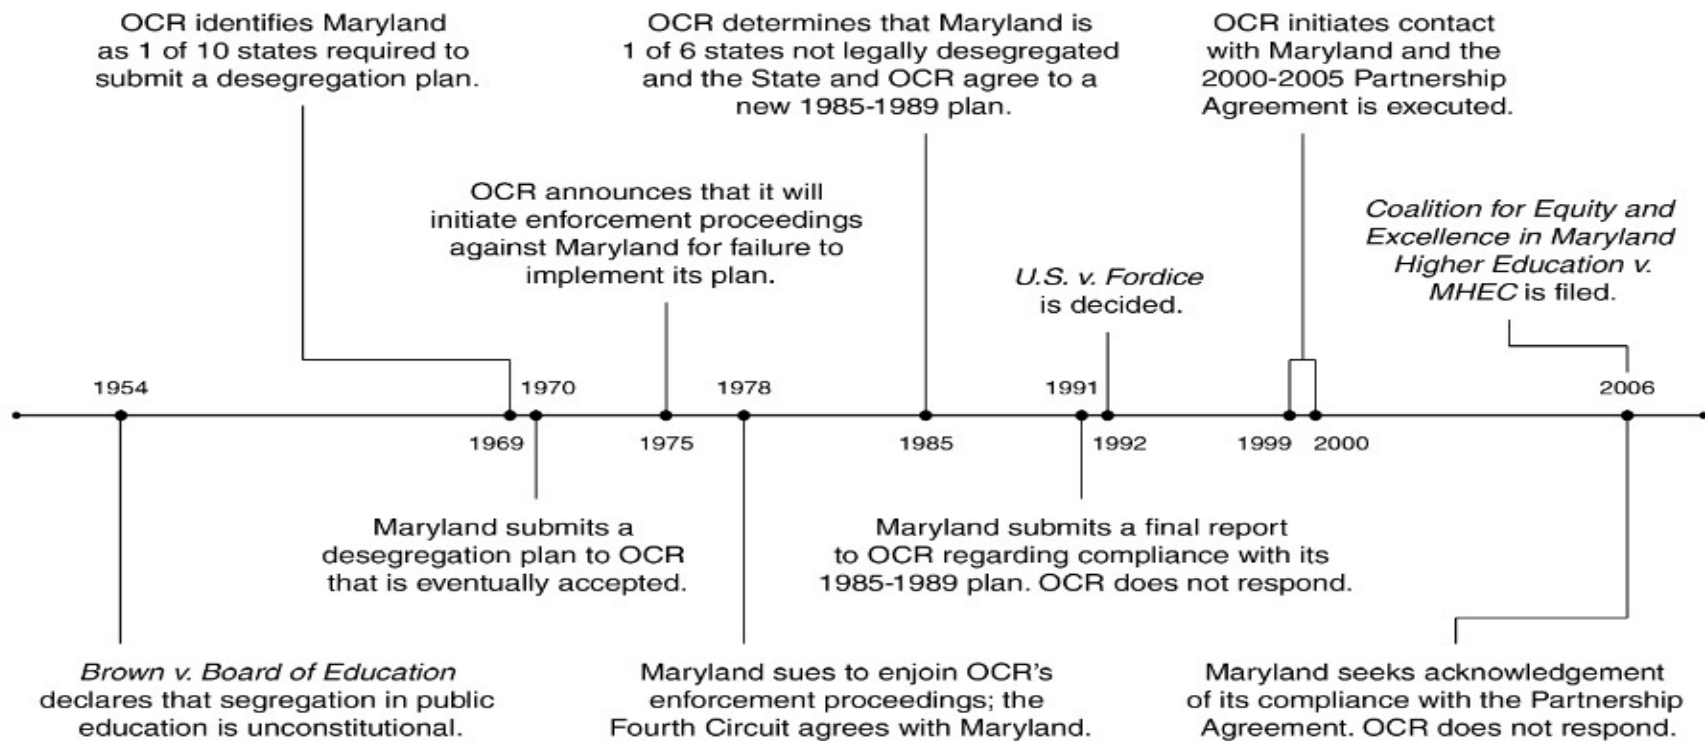 OCR identifies Maryland
as 1 of 10 states required to
submit a desegregation plan.
OCR determines that Maryland is
1 of 6 states not legally desegregated
and the State and OCR agree to a
new 1985-1989 plan.
OCR initiates contact
with Maryland and the
2000-2005 Partnership
Agreement is executed.
OCR announces that it will
initiate enforcement proceedings
against Maryland for failure to
implement its plan.
U.S. v. Fordice
is decided.
Coalition for Equity and
Excellence in Maryland
Higher Education v.
MHEC is filed.
1954
1970
1978
1991
2006
1969
1975
1985
1992
1999
2000
Maryland submits a
desegregation plan to OCR
that is eventually accepted.
Maryland submits a final report
to OCR regarding compliance with its
1985-1989 plan. OCR does not respond.
Brown v. Board of Education
declares that segregation in public
education is unconstitutional.
Maryland sues to enjoin OCR's
enforcement proceedings; the
Fourth Circuit agrees with Maryland.
Maryland seeks acknowledgement
of its compliance with the Partnership
Agreement. OCR does not respond.